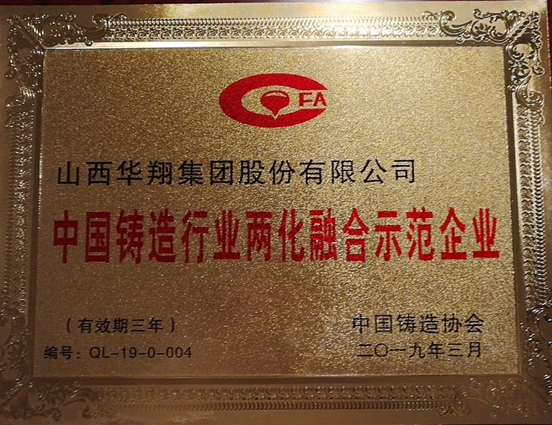 FA
山西华翔集团股份有限公司
中国铸造行业两化融合示范企业
（有效期三年）
中国铸造协会
编号：QL-19-0-004
二〇一九年三月